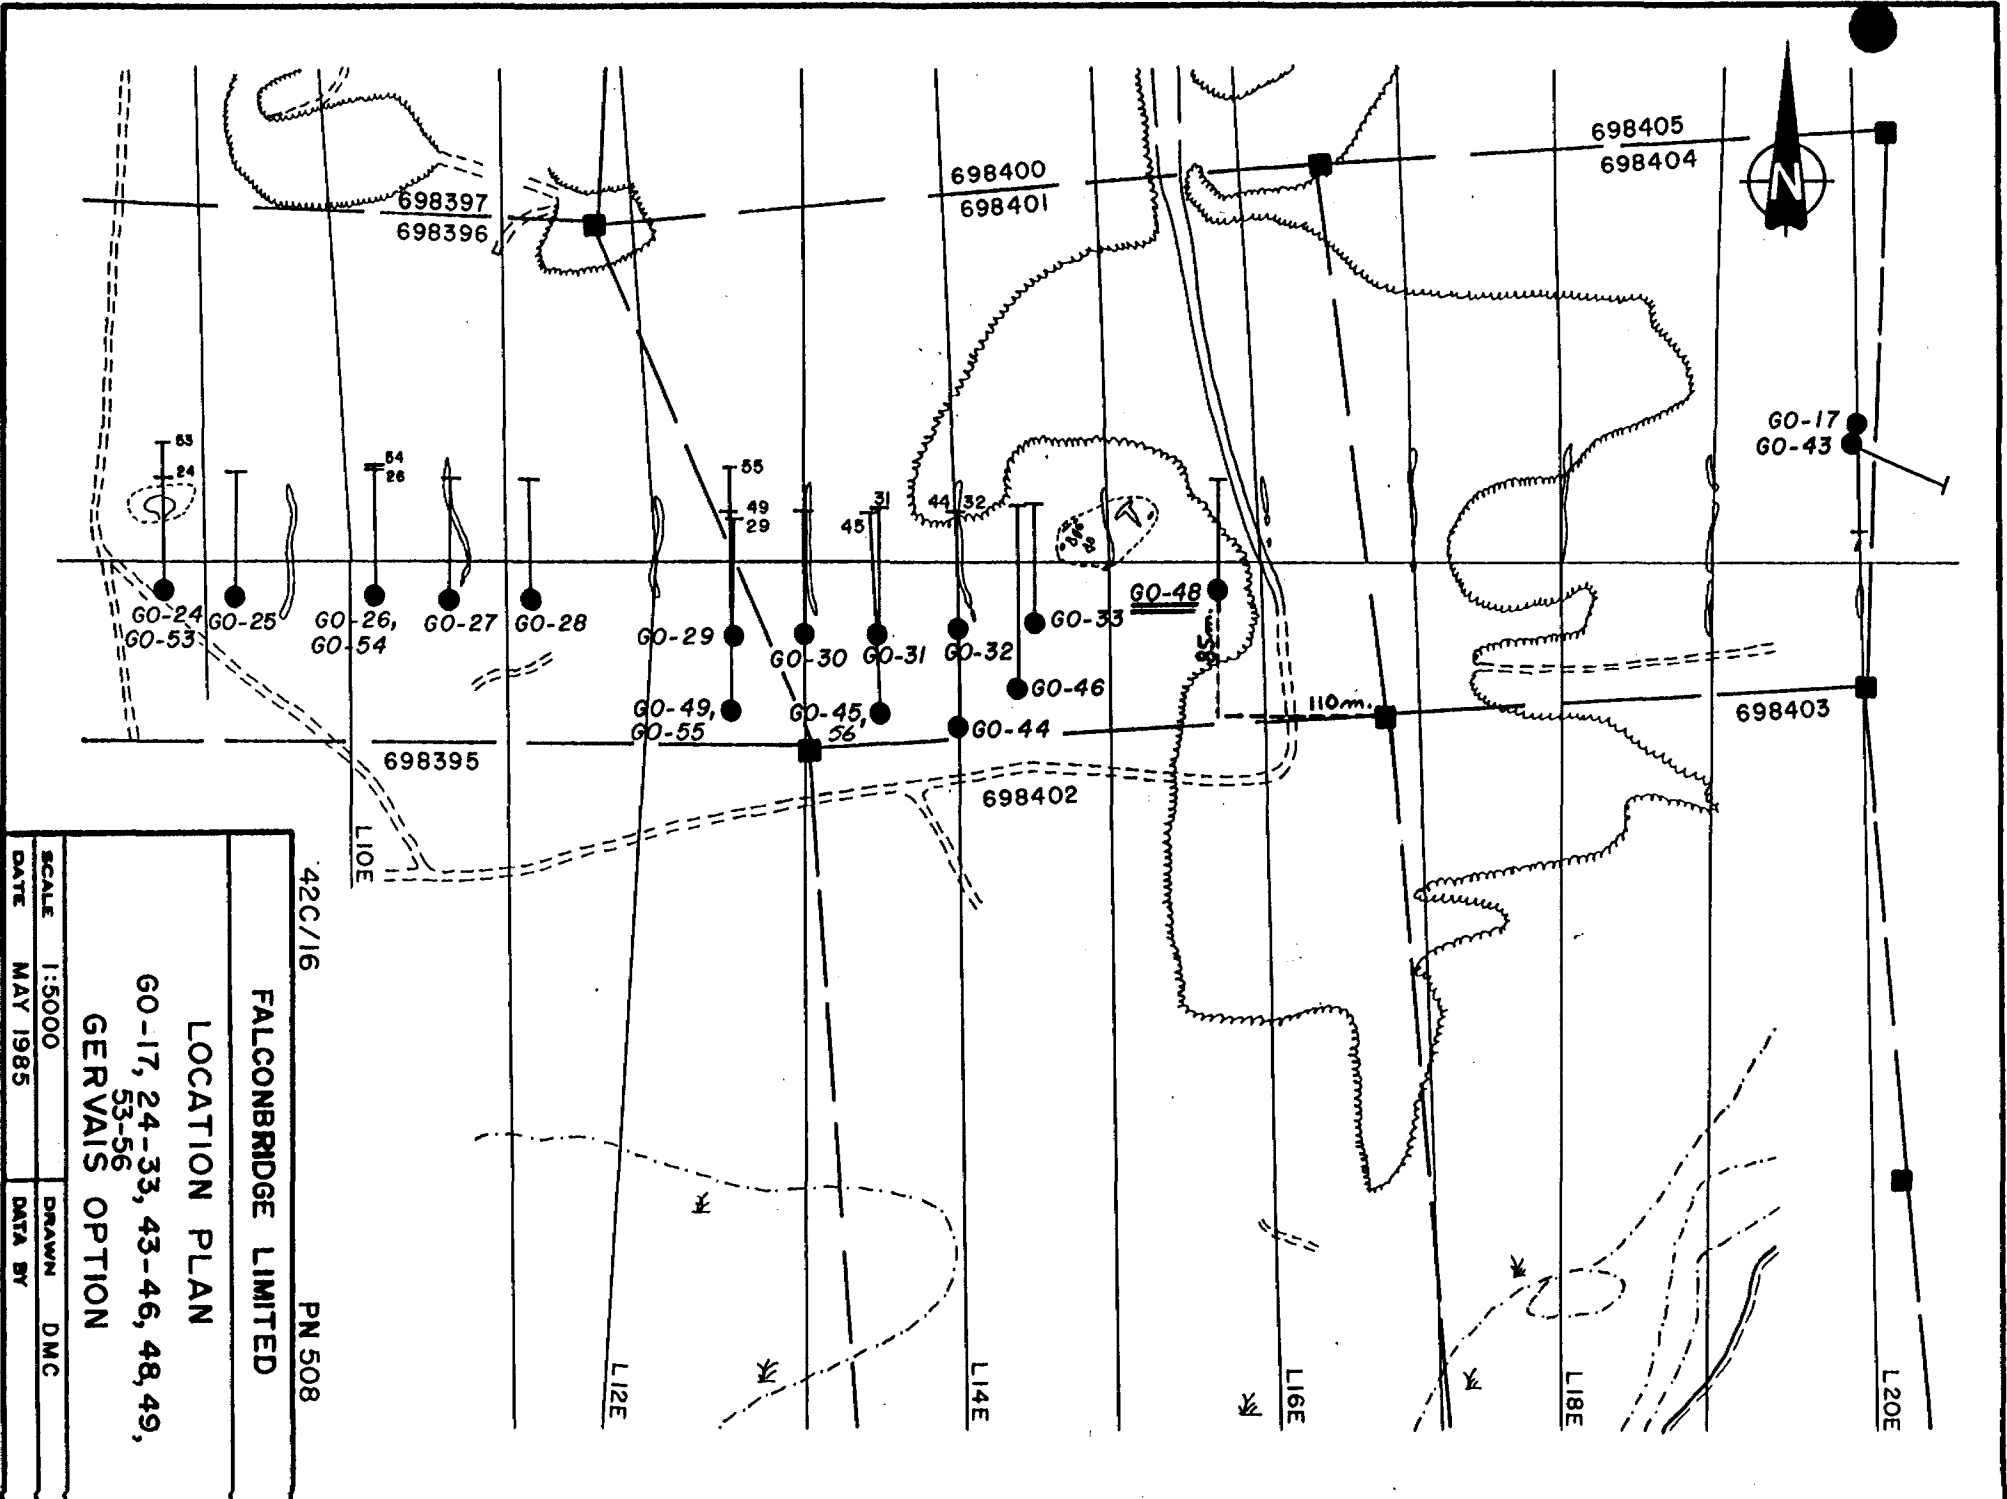 698405
698404
698400
698401
698397
698396
N
GO-17
GO-43
53
24
54
26
55
49
29
31
45
44
32
GO-24
GO-53
GO-25
GO-26,
GO-54
GO-27
GO-28
GO-29
GO-30
GO-31
GO-32
GO-33
GO-48
85m.
GO-46
GO-49,
GO-55
GO-45,
56
GO-44
110m.
698403
698395
698402
L10E
L12E
L14E
L16E
L18E
L20E
42C/16
PN 508
FALCONBRIDGE LIMITED
LOCATION PLAN
GO-17, 24-33, 43-46, 48, 49,
53-56
GERVAIS OPTION
SCALE 1:5000
DRAWN DMC
DATE MAY 1985
DATA BY